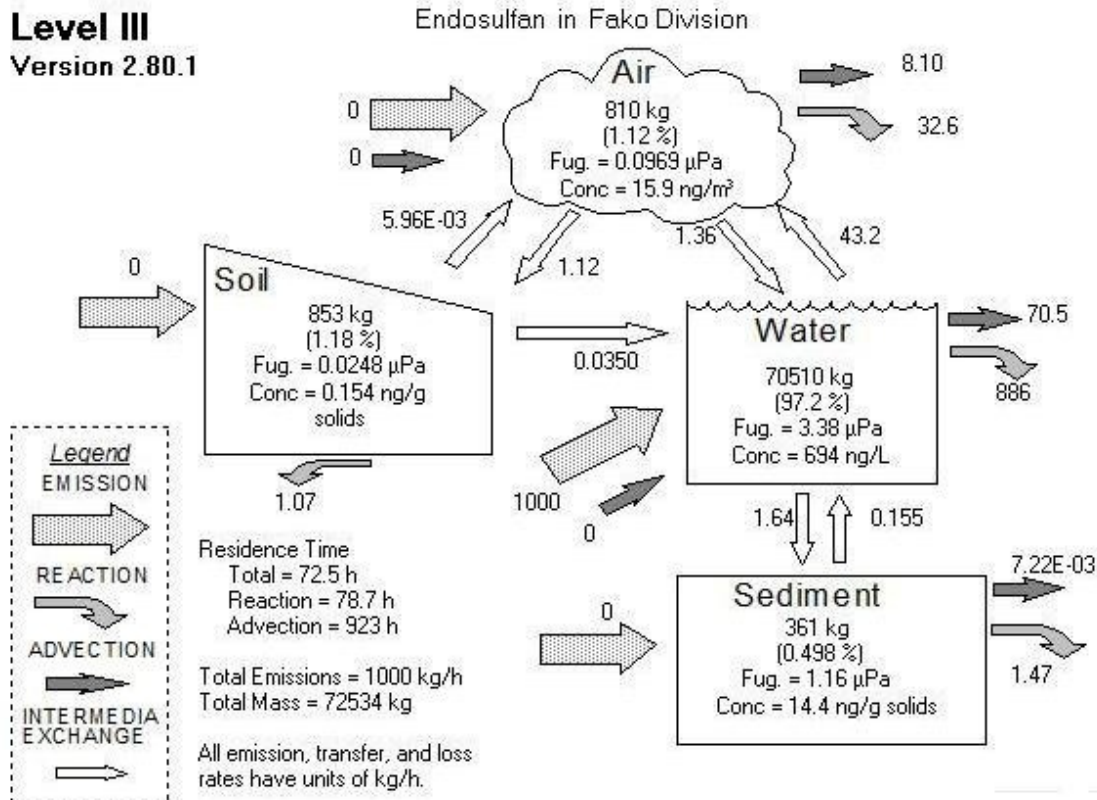 Level III
Version 2.80.1
Endosulfan in Fako Division
Air
810 kg
(1.12 %)
Fug. = 0.0969 µPa
Conc = 15.9 ng/m³
0
0
8.10
32.6
5.96E-03
1.12
1.36
43.2
0
Soil
853 kg
(1.18 %)
Fug. = 0.0248 µPa
Conc = 0.154 ng/g
solids
1.07
0.0350
Water
70510 kg
(97.2 %)
Fug. = 3.38 µPa
Conc = 694 ng/L
70.5
886
1000
0
1.64
0.155
Legend
EMISSION
REACTION
ADVECTION
INTERMEDIA
EXCHANGE
Residence Time
Total = 72.5 h
Reaction = 78.7 h
Advection = 923 h
Total Emissions = 1000 kg/h
Total Mass = 72534 kg
All emission, transfer, and loss
rates have units of kg/h.
0
Sediment
361 kg
(0.498 %)
Fug. = 1.16 µPa
Conc = 14.4 ng/g solids
7.22E-03
1.47